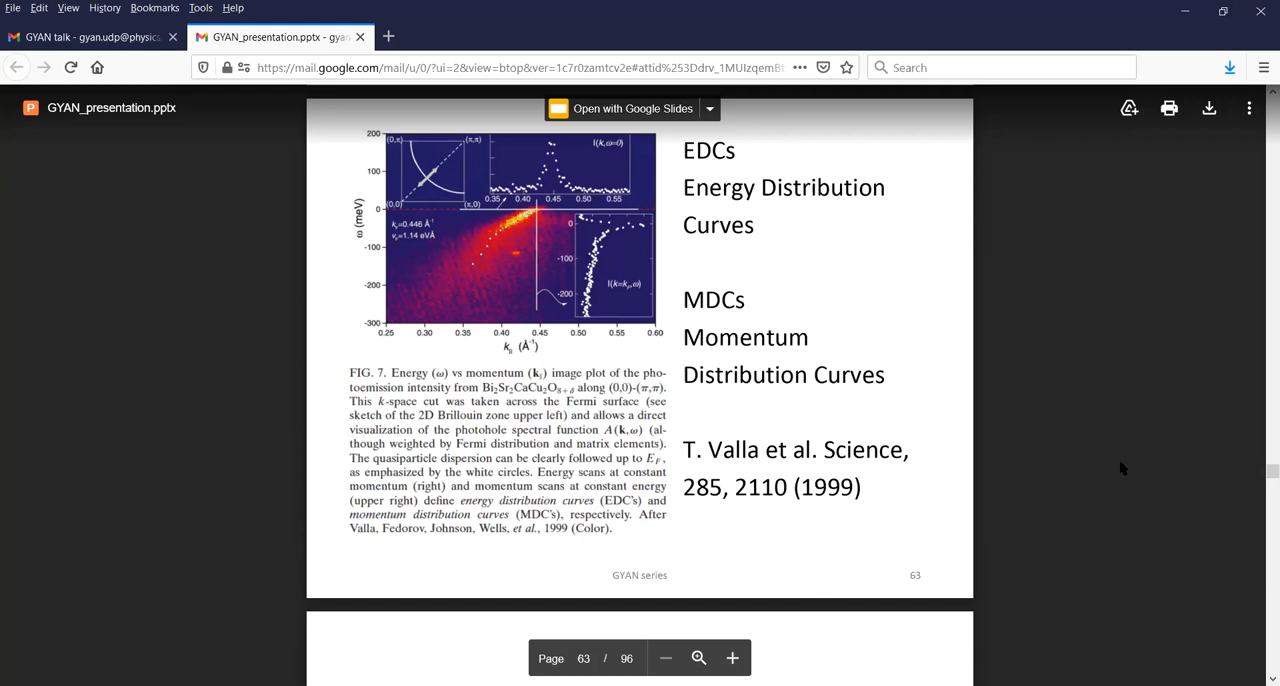 File Edit View History Bookmarks Tools Help
GYAN talk - gyan.udp@physics.
GYAN_presentation.pptx - gyan
https://mail.google.com/mail/u/0/?ui=2&view=btop&ver=1c7r0zamtcv2e#attid%253Ddrv_1MUIzqemB
Search
GYAN_presentation.pptx
Open with Google Slides
200
100
0
-100
-200
-300
ω (meV)
(0,π)
(π,π)
(0,0)
(π,0)
I(k,ω=0)
0.35 0.40 0.45 0.50 0.55
kF=0.446 Å⁻¹
vF=1.14 eVÅ
0
-100
-200
I(k=kF,ω)
0.25 0.30 0.35 0.40 0.45 0.50 0.55 0.60
k|| (Å⁻¹)
FIG. 7. Energy (ω) vs momentum (k||) image plot of the pho-
toemission intensity from Bi2Sr2CaCu2O8+δ along (0,0)-(π,π).
This k-space cut was taken across the Fermi surface (see
sketch of the 2D Brillouin zone upper left) and allows a direct
visualization of the photohole spectral function A(k,ω) (al-
though weighted by Fermi distribution and matrix elements).
The quasiparticle dispersion can be clearly followed up to EF,
as emphasized by the white circles. Energy scans at constant
momentum (right) and momentum scans at constant energy
(upper right) define energy distribution curves (EDC's) and
momentum distribution curves (MDC's), respectively. After
Valla, Fedorov, Johnson, Wells, et al., 1999 (Color).
EDCs
Energy Distribution
Curves
MDCs
Momentum
Distribution Curves
T. Valla et al. Science,
285, 2110 (1999)
GYAN series
63
Page 63 / 96